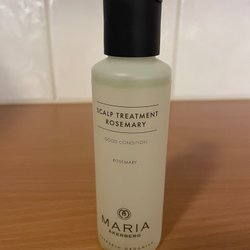 SCALP TREATMENT
ROSEMARY
GOOD CONDITION
ROSEMARY
MARIA
ÅKERBERG